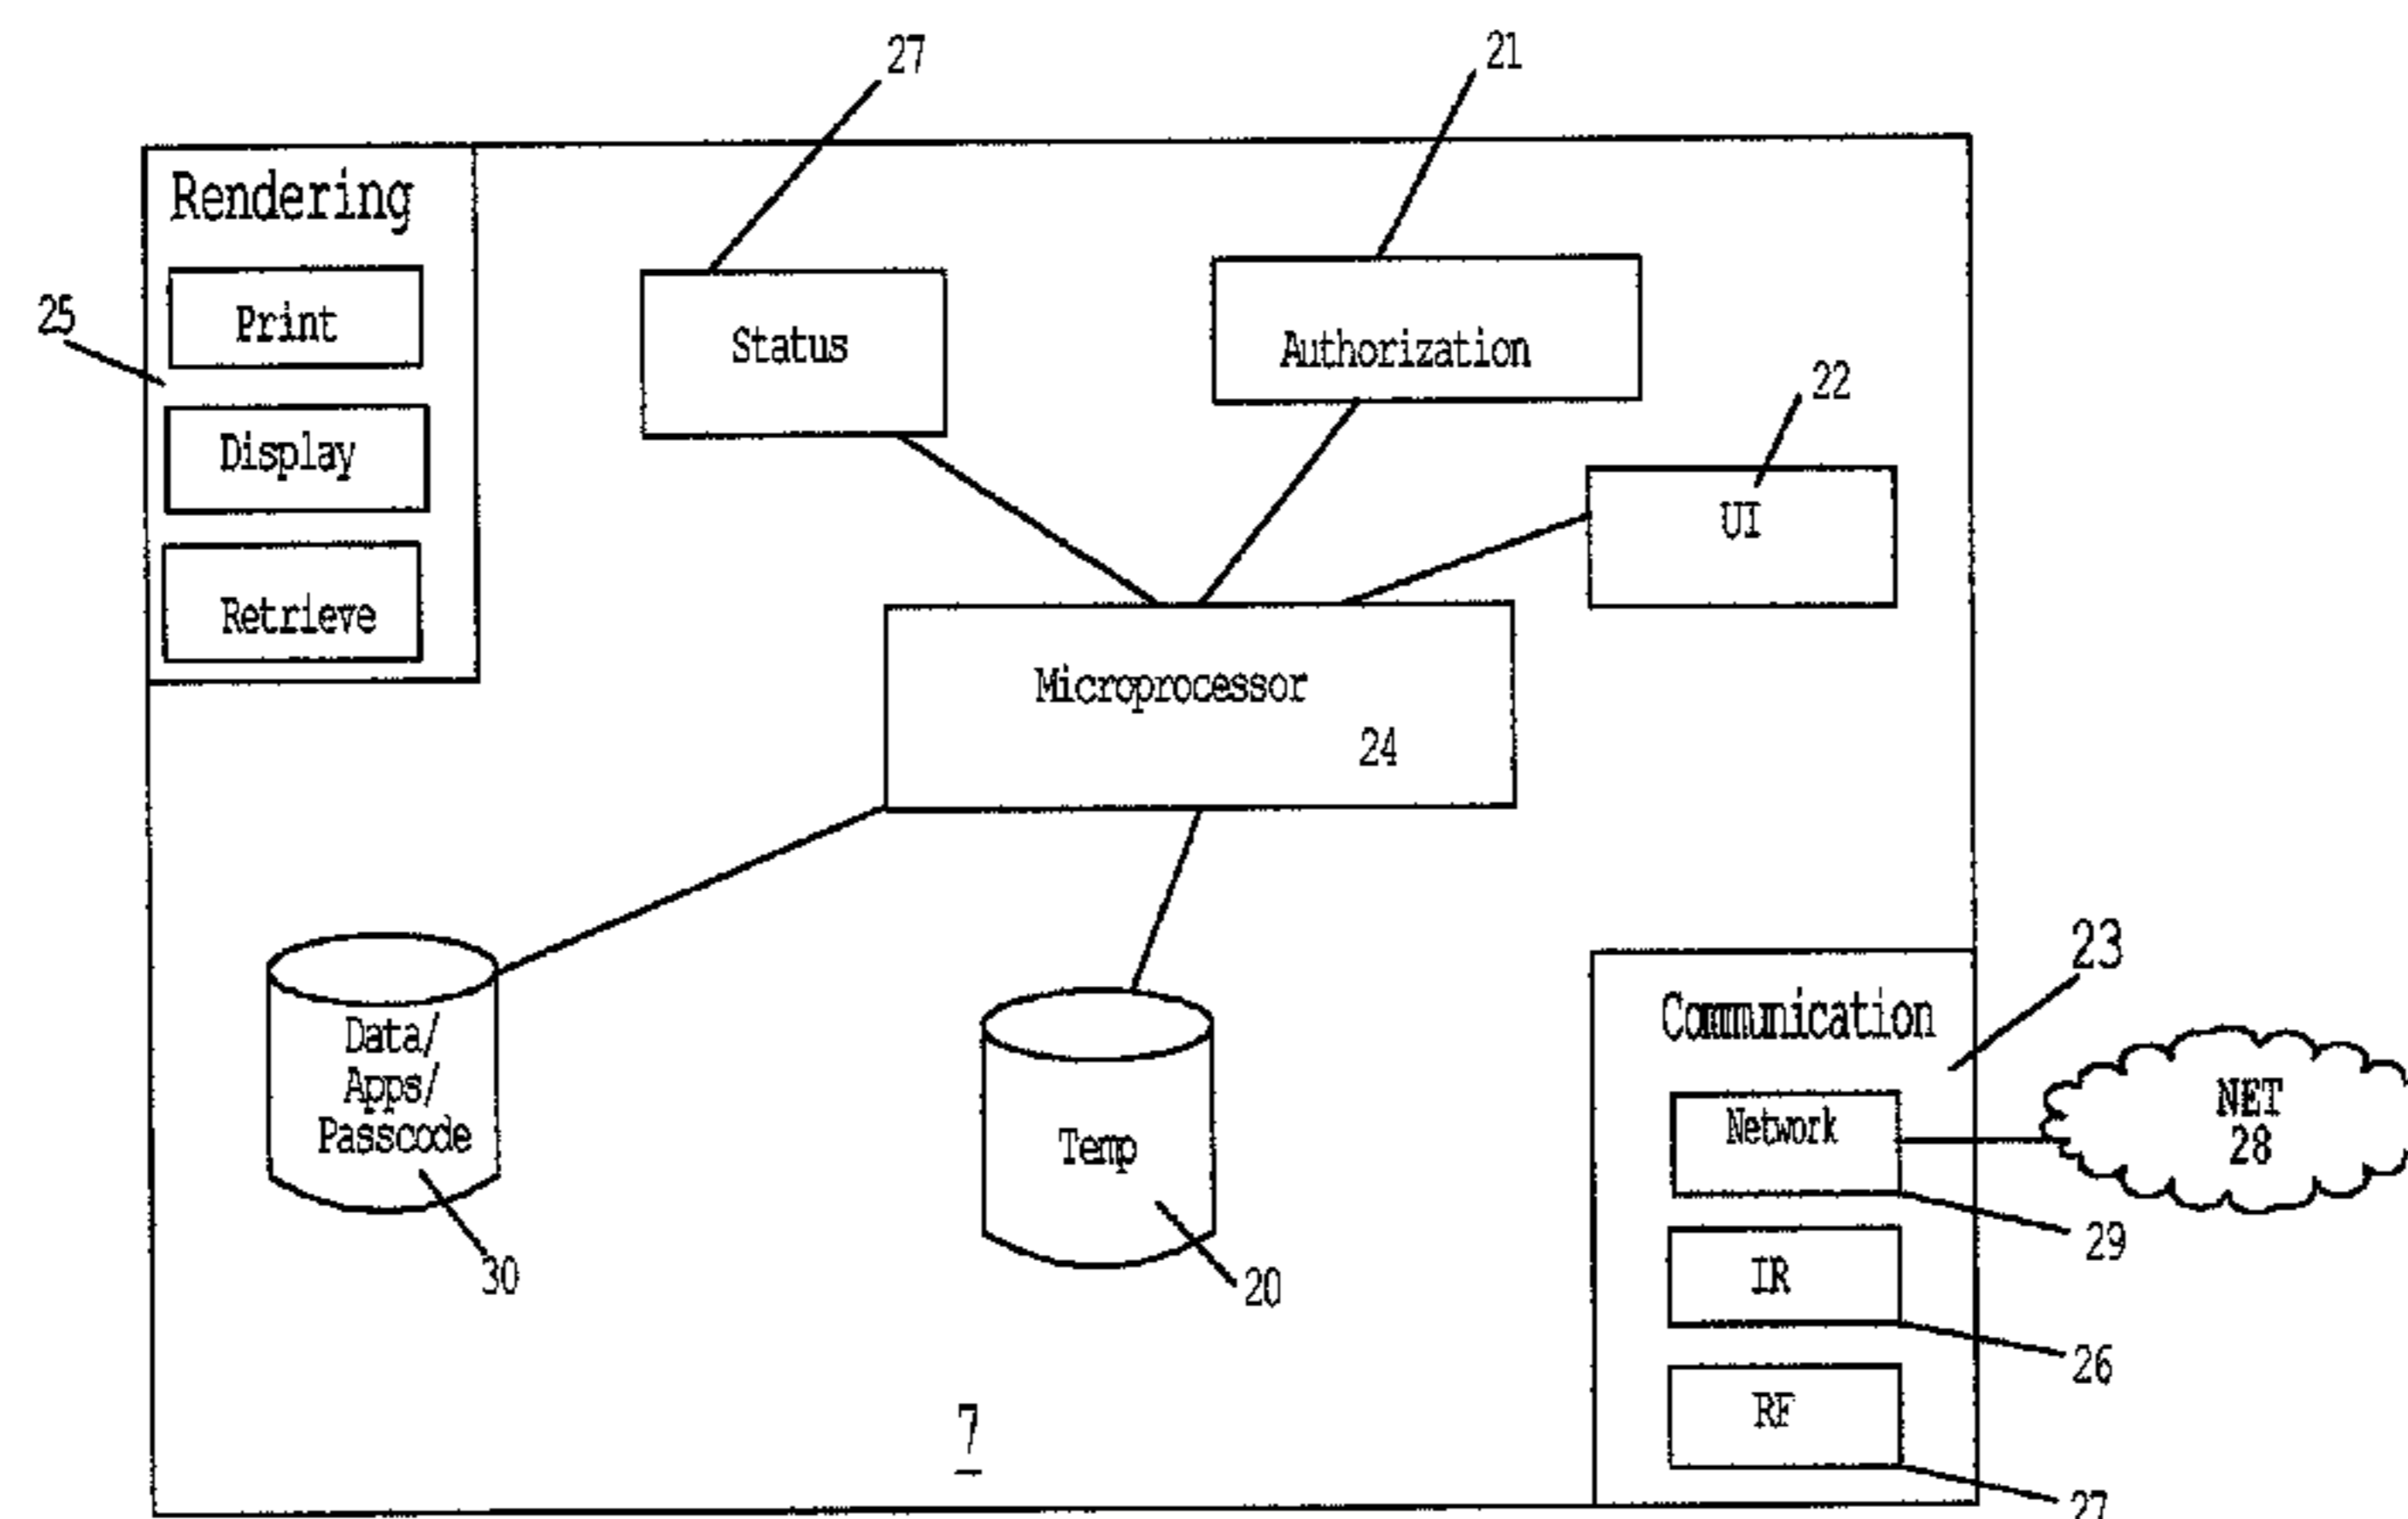 27
21
Rendering
25
Print
Status
Authorization
22
Display
UI
Retrieve
Microprocessor
24
23
Communication
Data/
Apps/
Passcode
Network
NET
28
Temp
29
30
20
IR
26
RF
7
27